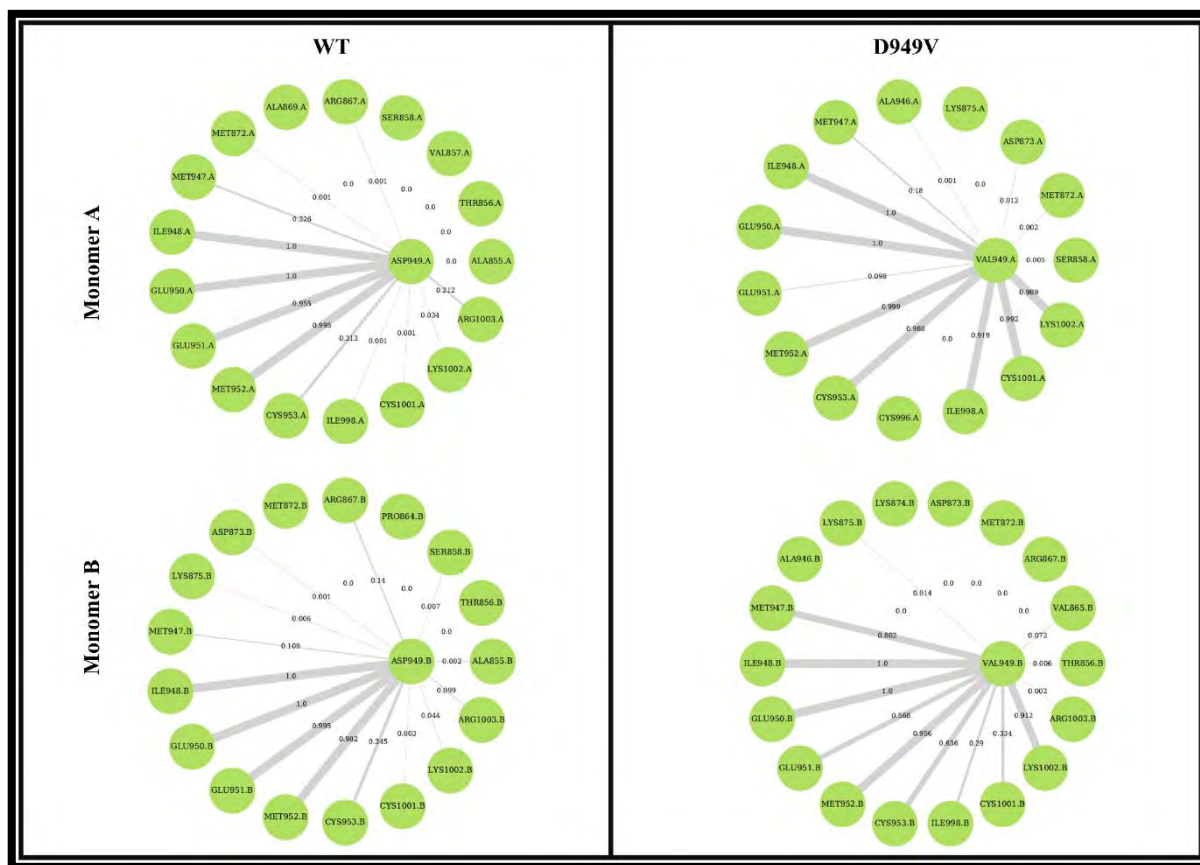 WT
D949V
Monomer A
Monomer B
ARG867.A
ALA869.A
SER858.A
MET872.A
VAL857.A
MET947.A
THR856.A
ILE948.A
ASP949.A
ALA855.A
GLU950.A
ARG1003.A
GLU951.A
LYS1002.A
MET952.A
CYS1001.A
CYS953.A
ILE998.A
0.0
0.001
0.001
0.0
0.0
0.226
0.0
1.0
0.0
1.0
0.212
0.955
0.034
0.995
0.313
0.001
0.001
ALA946.A
LYS875.A
MET947.A
ASP873.A
ILE948.A
MET872.A
GLU950.A
VAL949.A
SER858.A
GLU951.A
LYS1002.A
MET952.A
CYS1001.A
CYS953.A
ILE998.A
CYS996.A
0.18
0.001
0.0
0.012
1.0
0.002
1.0
0.005
0.098
0.989
0.999
0.992
0.988
0.0
0.919
ARG867.B
MET872.B
PRO864.B
ASP873.B
SER858.B
LYS875.B
THR856.B
MET947.B
ASP949.B
ALA855.B
ILE948.B
ARG1003.B
GLU950.B
LYS1002.B
GLU951.B
CYS1001.B
MET952.B
CYS953.B
0.0
0.14
0.0
0.001
0.007
0.006
0.0
0.109
0.002
1.0
0.099
1.0
0.044
0.995
0.982
0.345
0.003
LYS874.B
ASP873.B
LYS875.B
MET872.B
ALA946.B
ARG867.B
MET947.B
VAL865.B
ILE948.B
VAL949.B
THR856.B
GLU950.B
ARG1003.B
GLU951.B
LYS1002.B
MET952.B
CYS1001.B
CYS953.B
ILE998.B
0.0
0.0
0.014
0.0
0.0
0.0
0.802
0.072
1.0
0.006
1.0
0.002
0.568
0.912
0.956
0.636
0.29
0.334